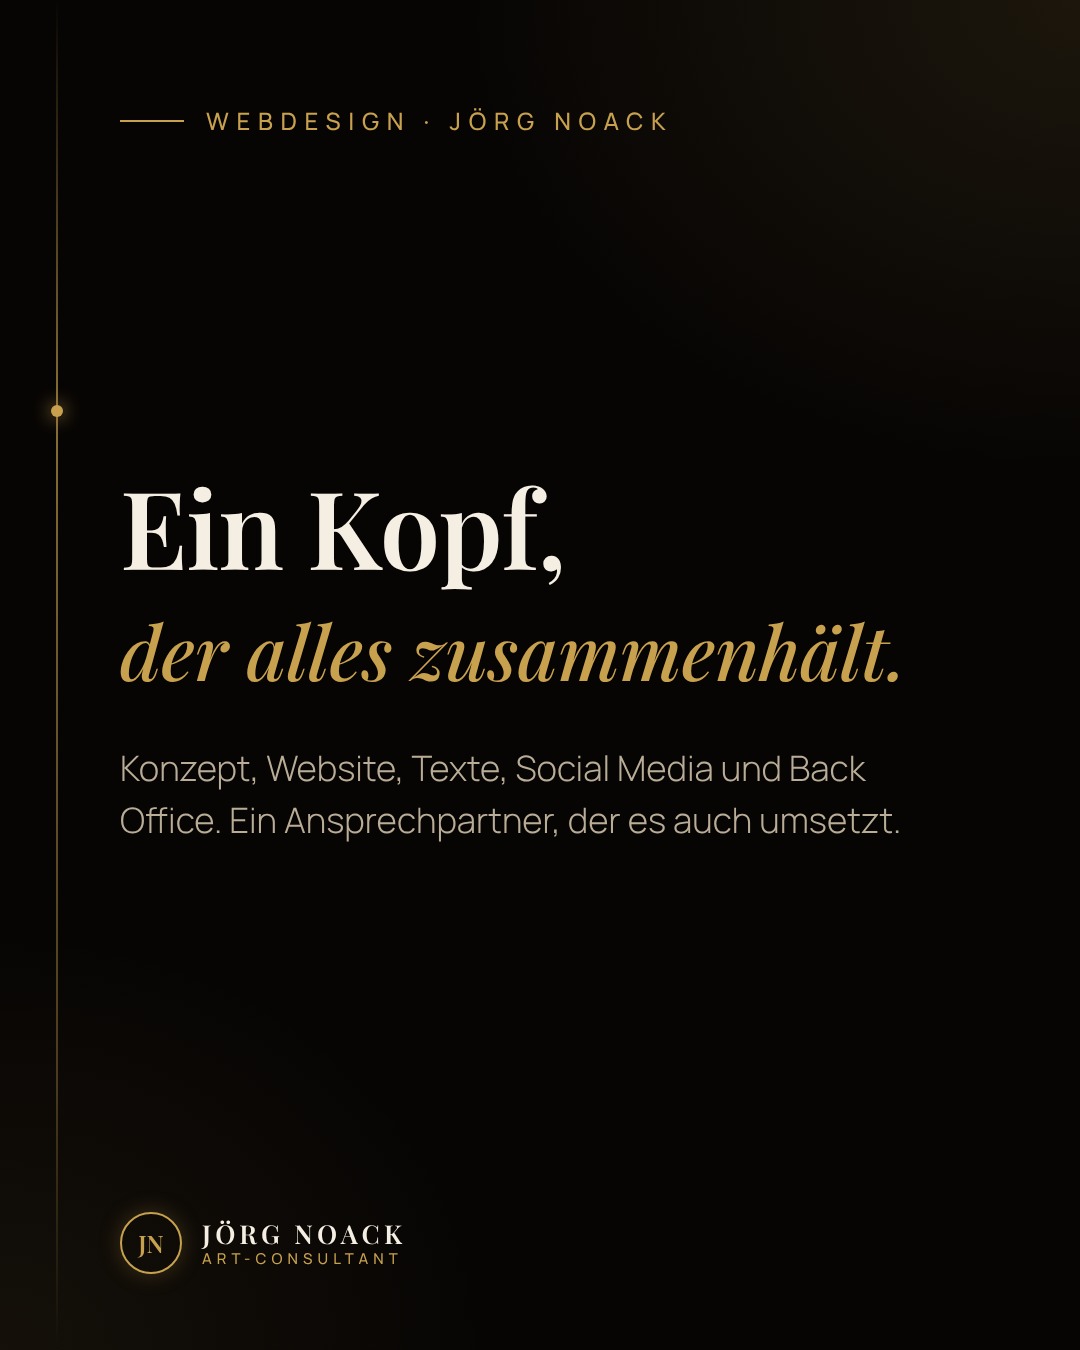 WEBDESIGN · JÖRG NOACK
Ein Kopf,
der alles zusammenhält.
Konzept, Website, Texte, Social Media und Back
Office. Ein Ansprechpartner, der es auch umsetzt.
JN
JÖRG NOACK
ART-CONSULTANT